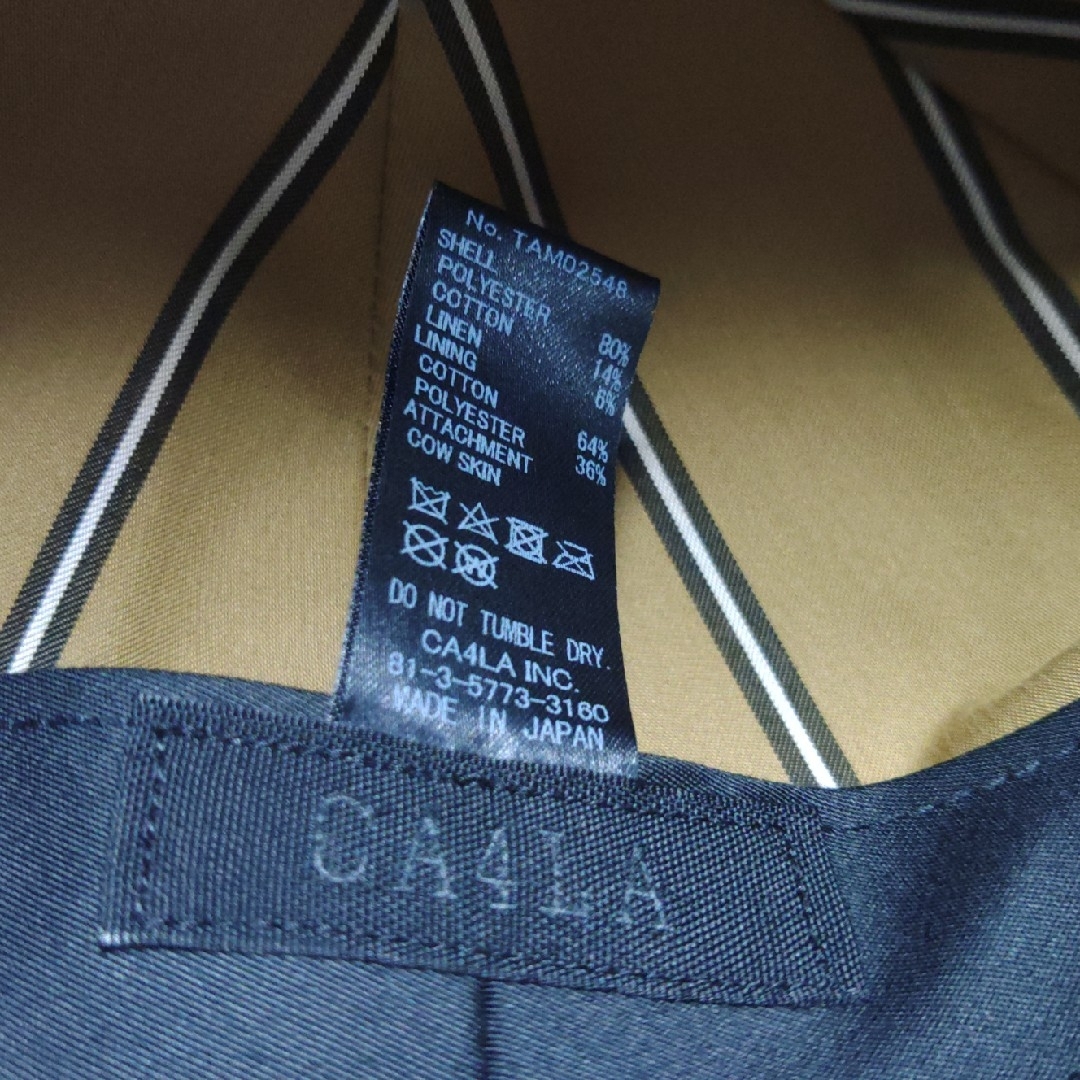 No. TAM02548
SHELL
POLYESTER 80%
COTTON 14%
LINEN 6%
LINING
COTTON 64%
POLYESTER 36%
ATTACHMENT
COW SKIN
DO NOT TUMBLE DRY.
CA4LA INC.
81-3-5773-3160
MADE IN JAPAN
CA4LA